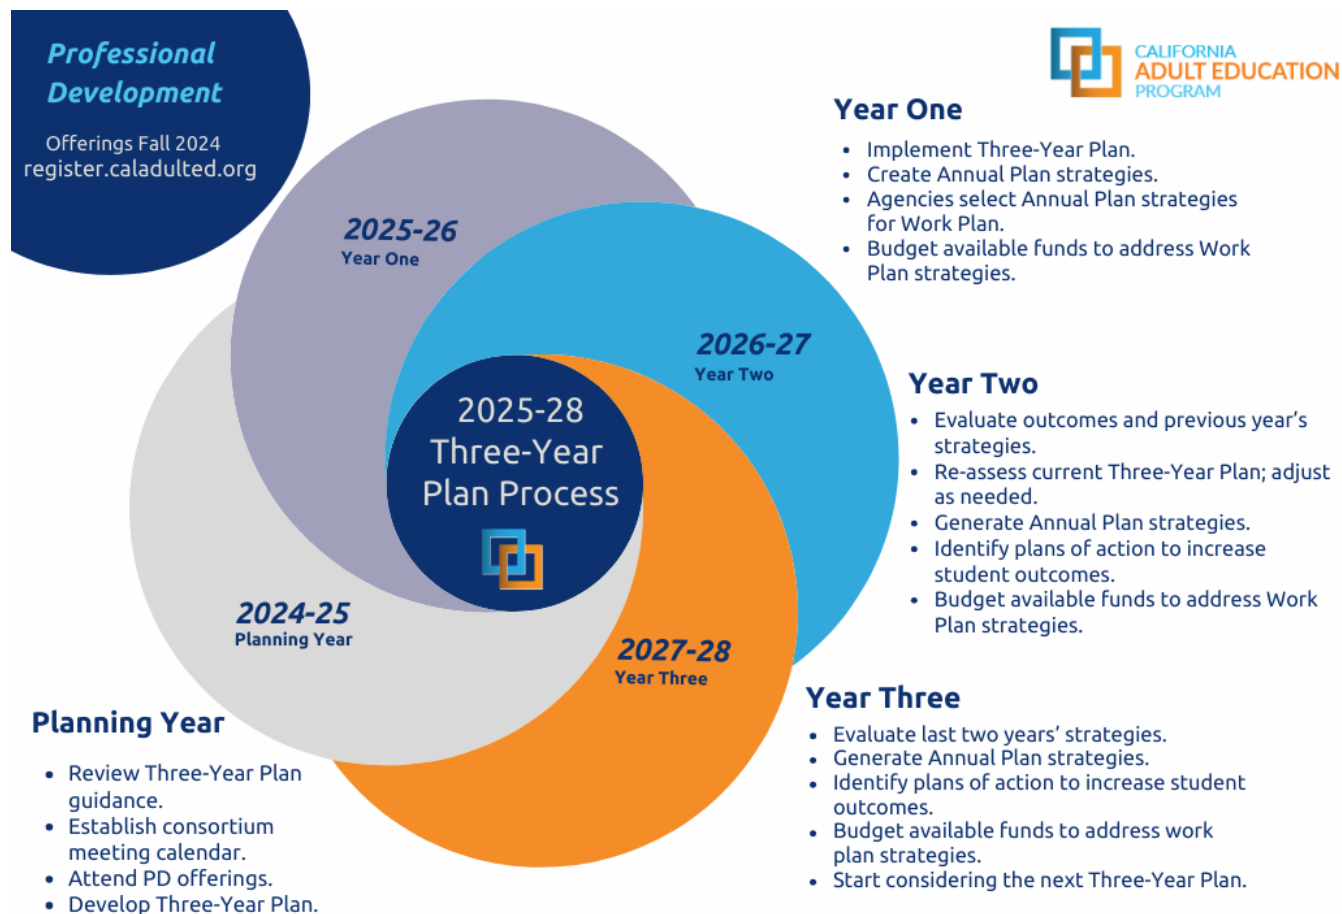 Professional
Development
Offerings Fall 2024
register.caladulted.org
CALIFORNIA
ADULT EDUCATION
PROGRAM
Year One
• Implement Three-Year Plan.
• Create Annual Plan strategies.
• Agencies select Annual Plan strategies
for Work Plan.
• Budget available funds to address Work
Plan strategies.
2025-26
Year One
2026-27
Year Two
2025-28
Three-Year
Plan Process
2024-25
Planning Year
2027-28
Year Three
Year Two
• Evaluate outcomes and previous year’s
strategies.
• Re-assess current Three-Year Plan; adjust
as needed.
• Generate Annual Plan strategies.
• Identify plans of action to increase
student outcomes.
• Budget available funds to address Work
Plan strategies.
Planning Year
• Review Three-Year Plan
guidance.
• Establish consortium
meeting calendar.
• Attend PD offerings.
• Develop Three-Year Plan.
Year Three
• Evaluate last two years’ strategies.
• Generate Annual Plan strategies.
• Identify plans of action to increase student
outcomes.
• Budget available funds to address work
plan strategies.
• Start considering the next Three-Year Plan.